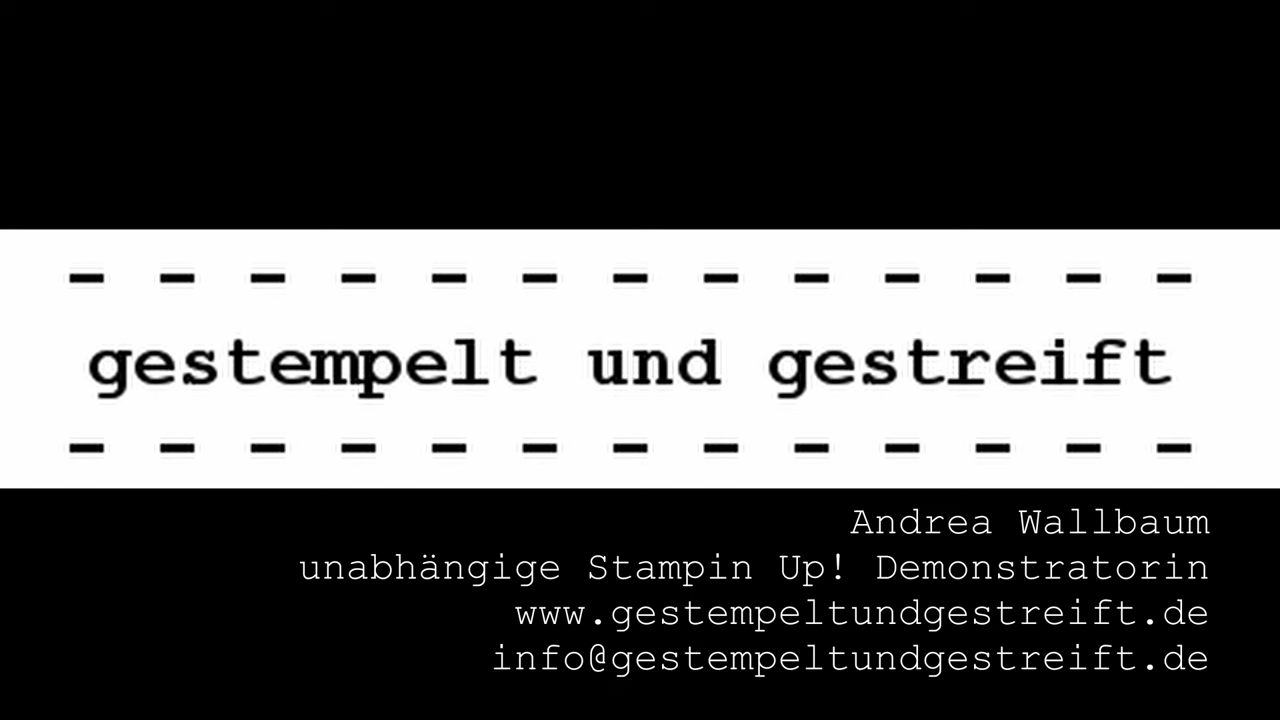 - - - - - - - - - - - - -
gestempelt und gestreift
- - - - - - - - - - - - -
Andrea Wallbaum
unabhängige Stampin Up! Demonstratorin
www.gestempeltundgestreift.de
info@gestempeltundgestreift.de